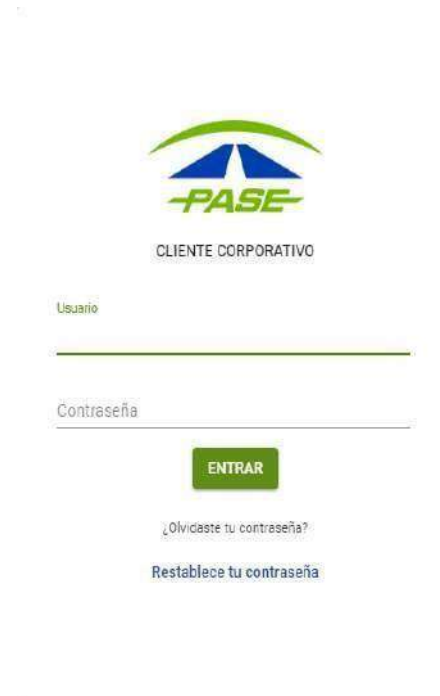 PASE
CLIENTE CORPORATIVO
Usuario
Contraseña
ENTRAR
¿Olvidaste tu contraseña?
Restablece tu contraseña